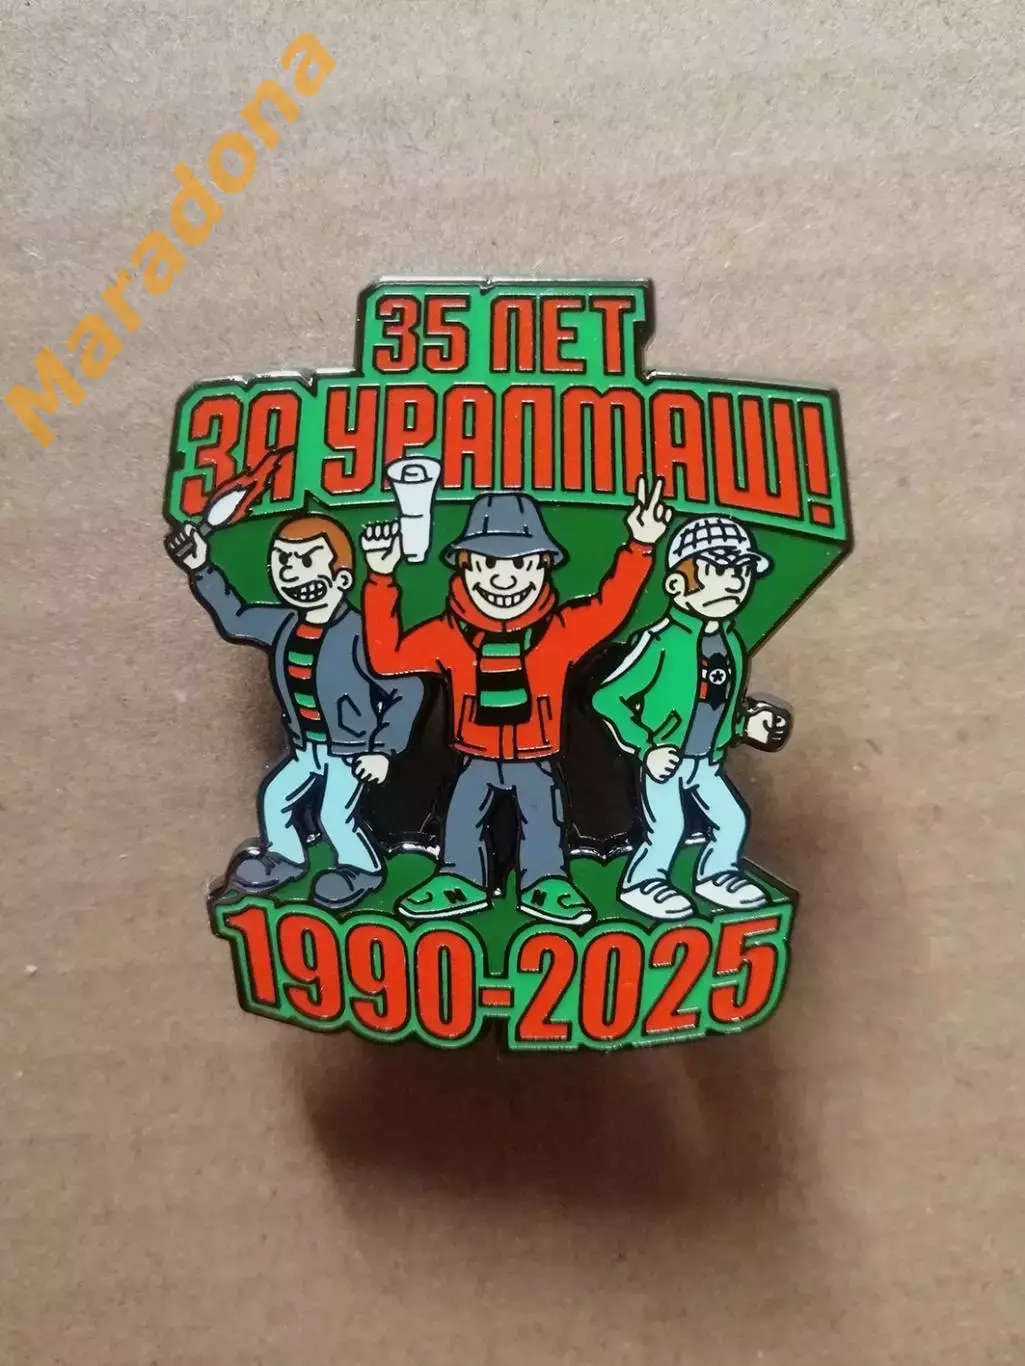 Maradona
35 ЛЕТ
ЗА УРАЛМАШ!
N N
1990-2025